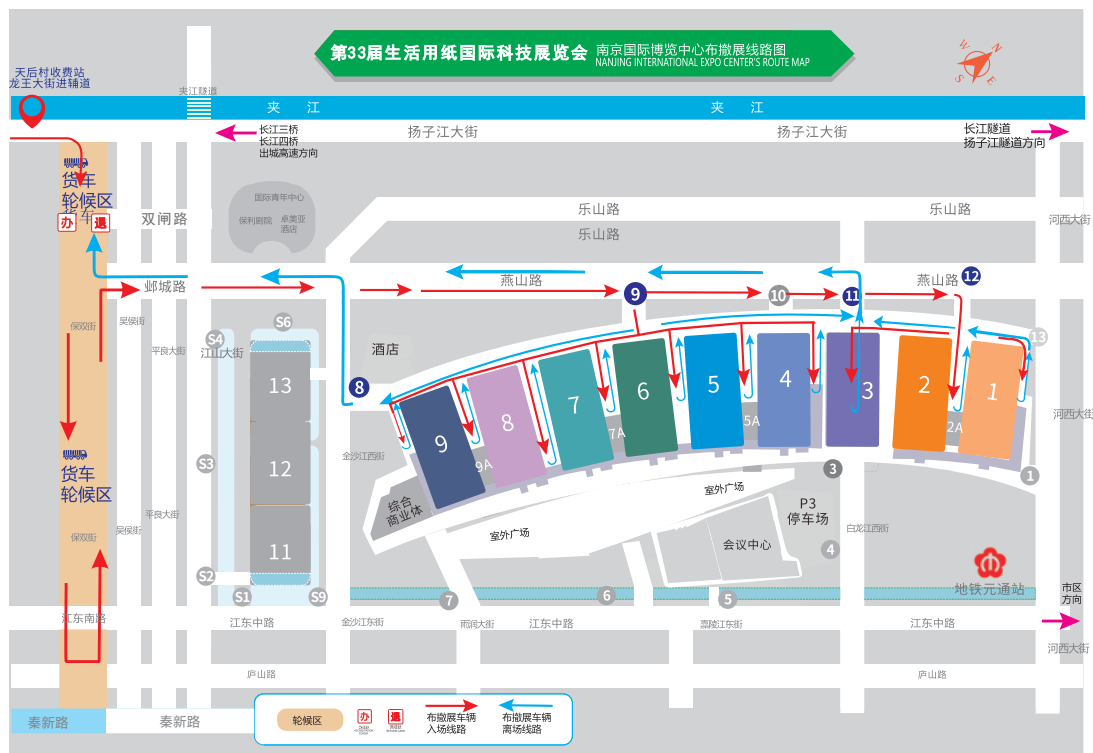 第33届生活用纸国际科技展览会
南京国际博览中心布撤展线路图
NANJING INTERNATIONAL EXPO CENTER'S ROUTE MAP
N
W
S
E
天后村收费站
龙王大街进辅道
夹江隧道
夹 江
夹 江
长江三桥
长江四桥
出城高速方向
扬子江大街
扬子江大街
长江隧道
扬子江隧道方向
货车
轮候区
货车
办
退
双闸路
国际青年中心
保利剧院
卓美亚
酒店
乐山路
乐山路
乐山路
河西大街
邺城路
燕山路
燕山路
9
10
11
12
13
保双街
吴侯街
平良大街
S4
江山大街
S6
酒店
8
13
12
11
9
8
7
6
5
4
3
2
1
9A
7A
5A
2A
河西大街
货车
轮候区
S3
金沙江西街
综合
商业体
室外广场
室外广场
3
1
P3
停车场
会议中心
4
白龙江西街
平良大街
吴侯街
保双街
S2
S1
S9
7
6
5
地铁元通站
市区
方向
江东南路
江东中路
金沙江东街
雨润大街
江东中路
嘉陵江东街
江东中路
河西大街
庐山路
庐山路
秦新路
秦新路
轮候区
办
退
布撤展车辆
入场线路
布撤展车辆
离场线路